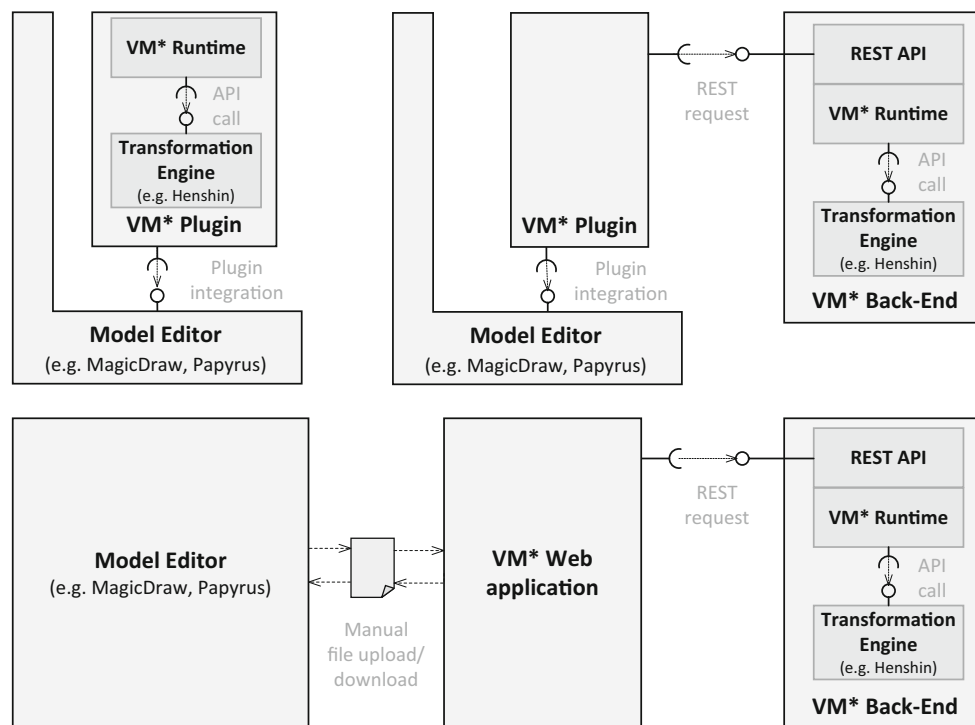 VM* Runtime
API
call
Transformation
Engine
(e.g. Henshin)
VM* Plugin
Plugin
integration
Model Editor
(e.g. MagicDraw, Papyrus)
VM* Plugin
Plugin
integration
Model Editor
(e.g. MagicDraw, Papyrus)
REST
request
REST API
VM* Runtime
API
call
Transformation
Engine
(e.g. Henshin)
VM* Back-End
Model Editor
(e.g. MagicDraw, Papyrus)
Manual
file upload/
download
VM* Web
application
REST
request
REST API
VM* Runtime
API
call
Transformation
Engine
(e.g. Henshin)
VM* Back-End